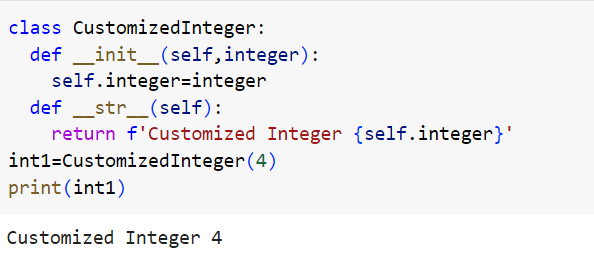 class CustomizedInteger:
  def __init__(self,integer):
    self.integer=integer
  def __str__(self):
    return f'Customized Integer {self.integer}'
int1=CustomizedInteger(4)
print(int1)
Customized Integer 4